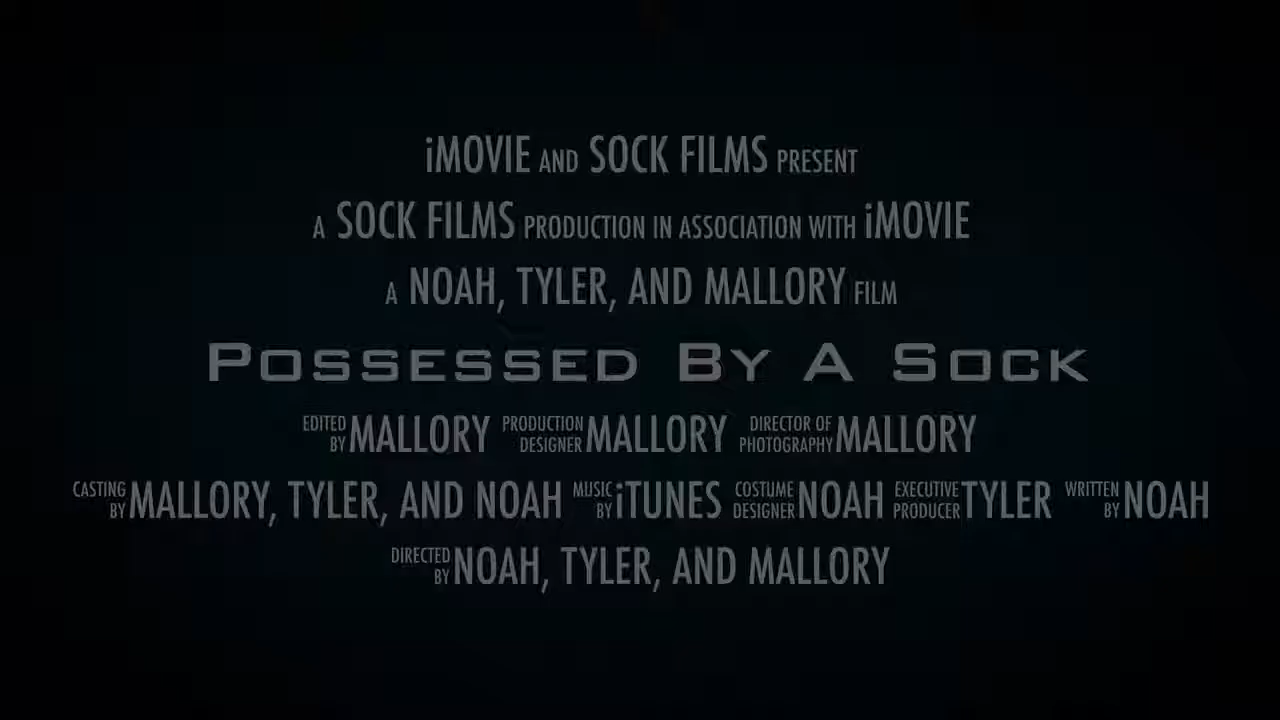 iMOVIE AND SOCK FILMS PRESENT
A SOCK FILMS PRODUCTION IN ASSOCIATION WITH iMOVIE
A NOAH, TYLER, AND MALLORY FILM
POSSESSED BY A SOCK
EDITED BY MALLORY PRODUCTION DESIGNER MALLORY DIRECTOR OF PHOTOGRAPHY MALLORY
CASTING BY MALLORY, TYLER, AND NOAH MUSIC BY iTUNES COSTUME DESIGNER NOAH EXECUTIVE PRODUCER TYLER WRITTEN BY NOAH
DIRECTED BY NOAH, TYLER, AND MALLORY